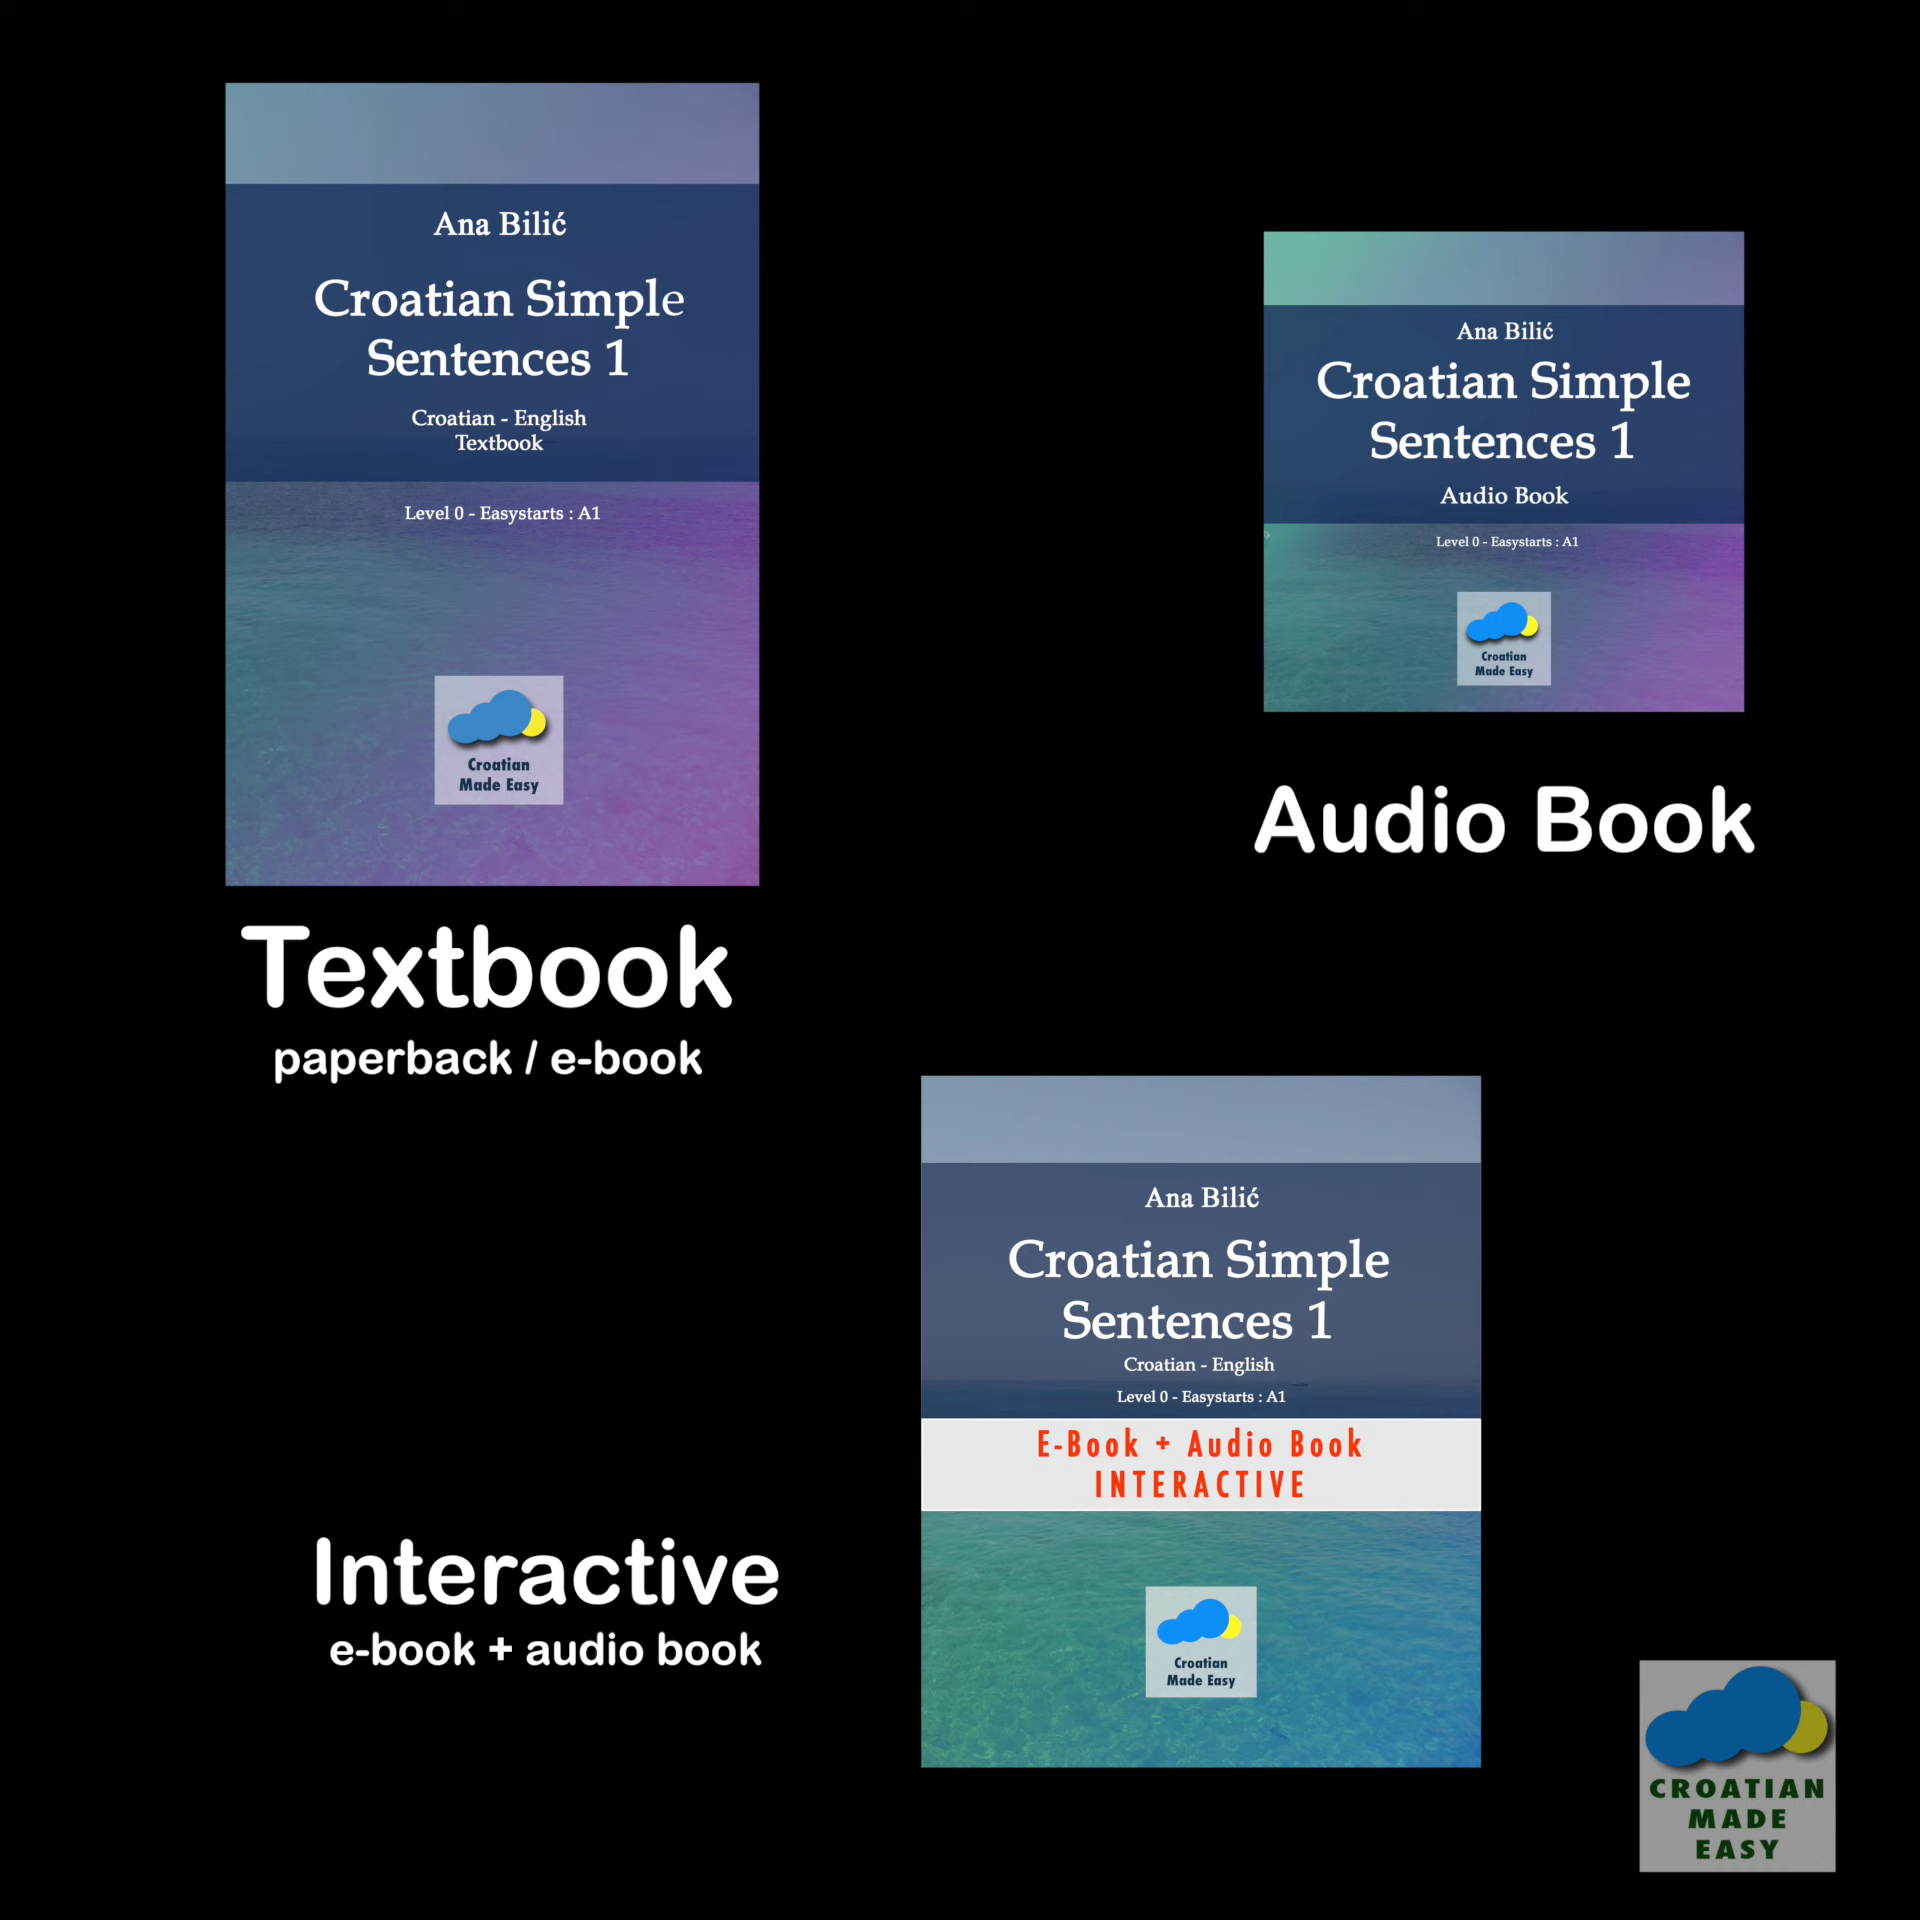 Ana Bilić
Croatian Simple
Sentences 1
Croatian - English
Textbook
Level 0 - Easystarts : A1
Croatian
Made Easy
Textbook
paperback / e-book
Ana Bilić
Croatian Simple
Sentences 1
Audio Book
Level 0 - Easystarts : A1
Croatian
Made Easy
Audio Book
Ana Bilić
Croatian Simple
Sentences 1
Croatian - English
Level 0 - Easystarts : A1
E-Book + Audio Book
INTERACTIVE
Croatian
Made Easy
Interactive
e-book + audio book
CROATIAN
MADE
EASY